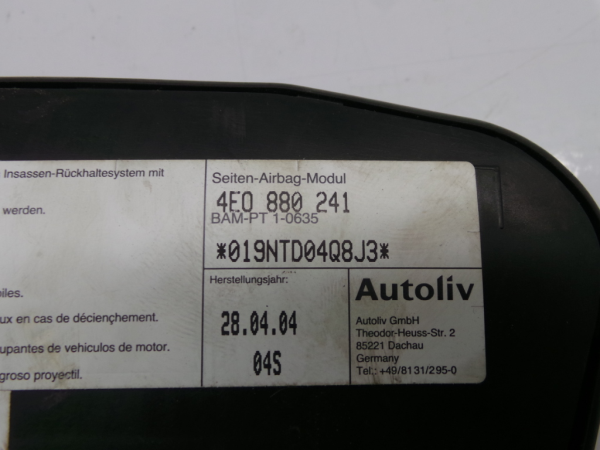 Insassen-Rückhaltesystem mit
werden.
ux en cas de déciençhement.
upantes de vehiculos de motor.
groso proyectil.
Seiten-Airbag-Modul
4E0 880 241
BAM-PT 1-0635
*019NTD04Q8J3*
Herstellungsjahr:
28.04.04
04S
Autoliv
Autoliv GmbH
Theodor-Heuss-Str. 2
85221 Dachau
Germany
Tel.: +49/8131/295-0